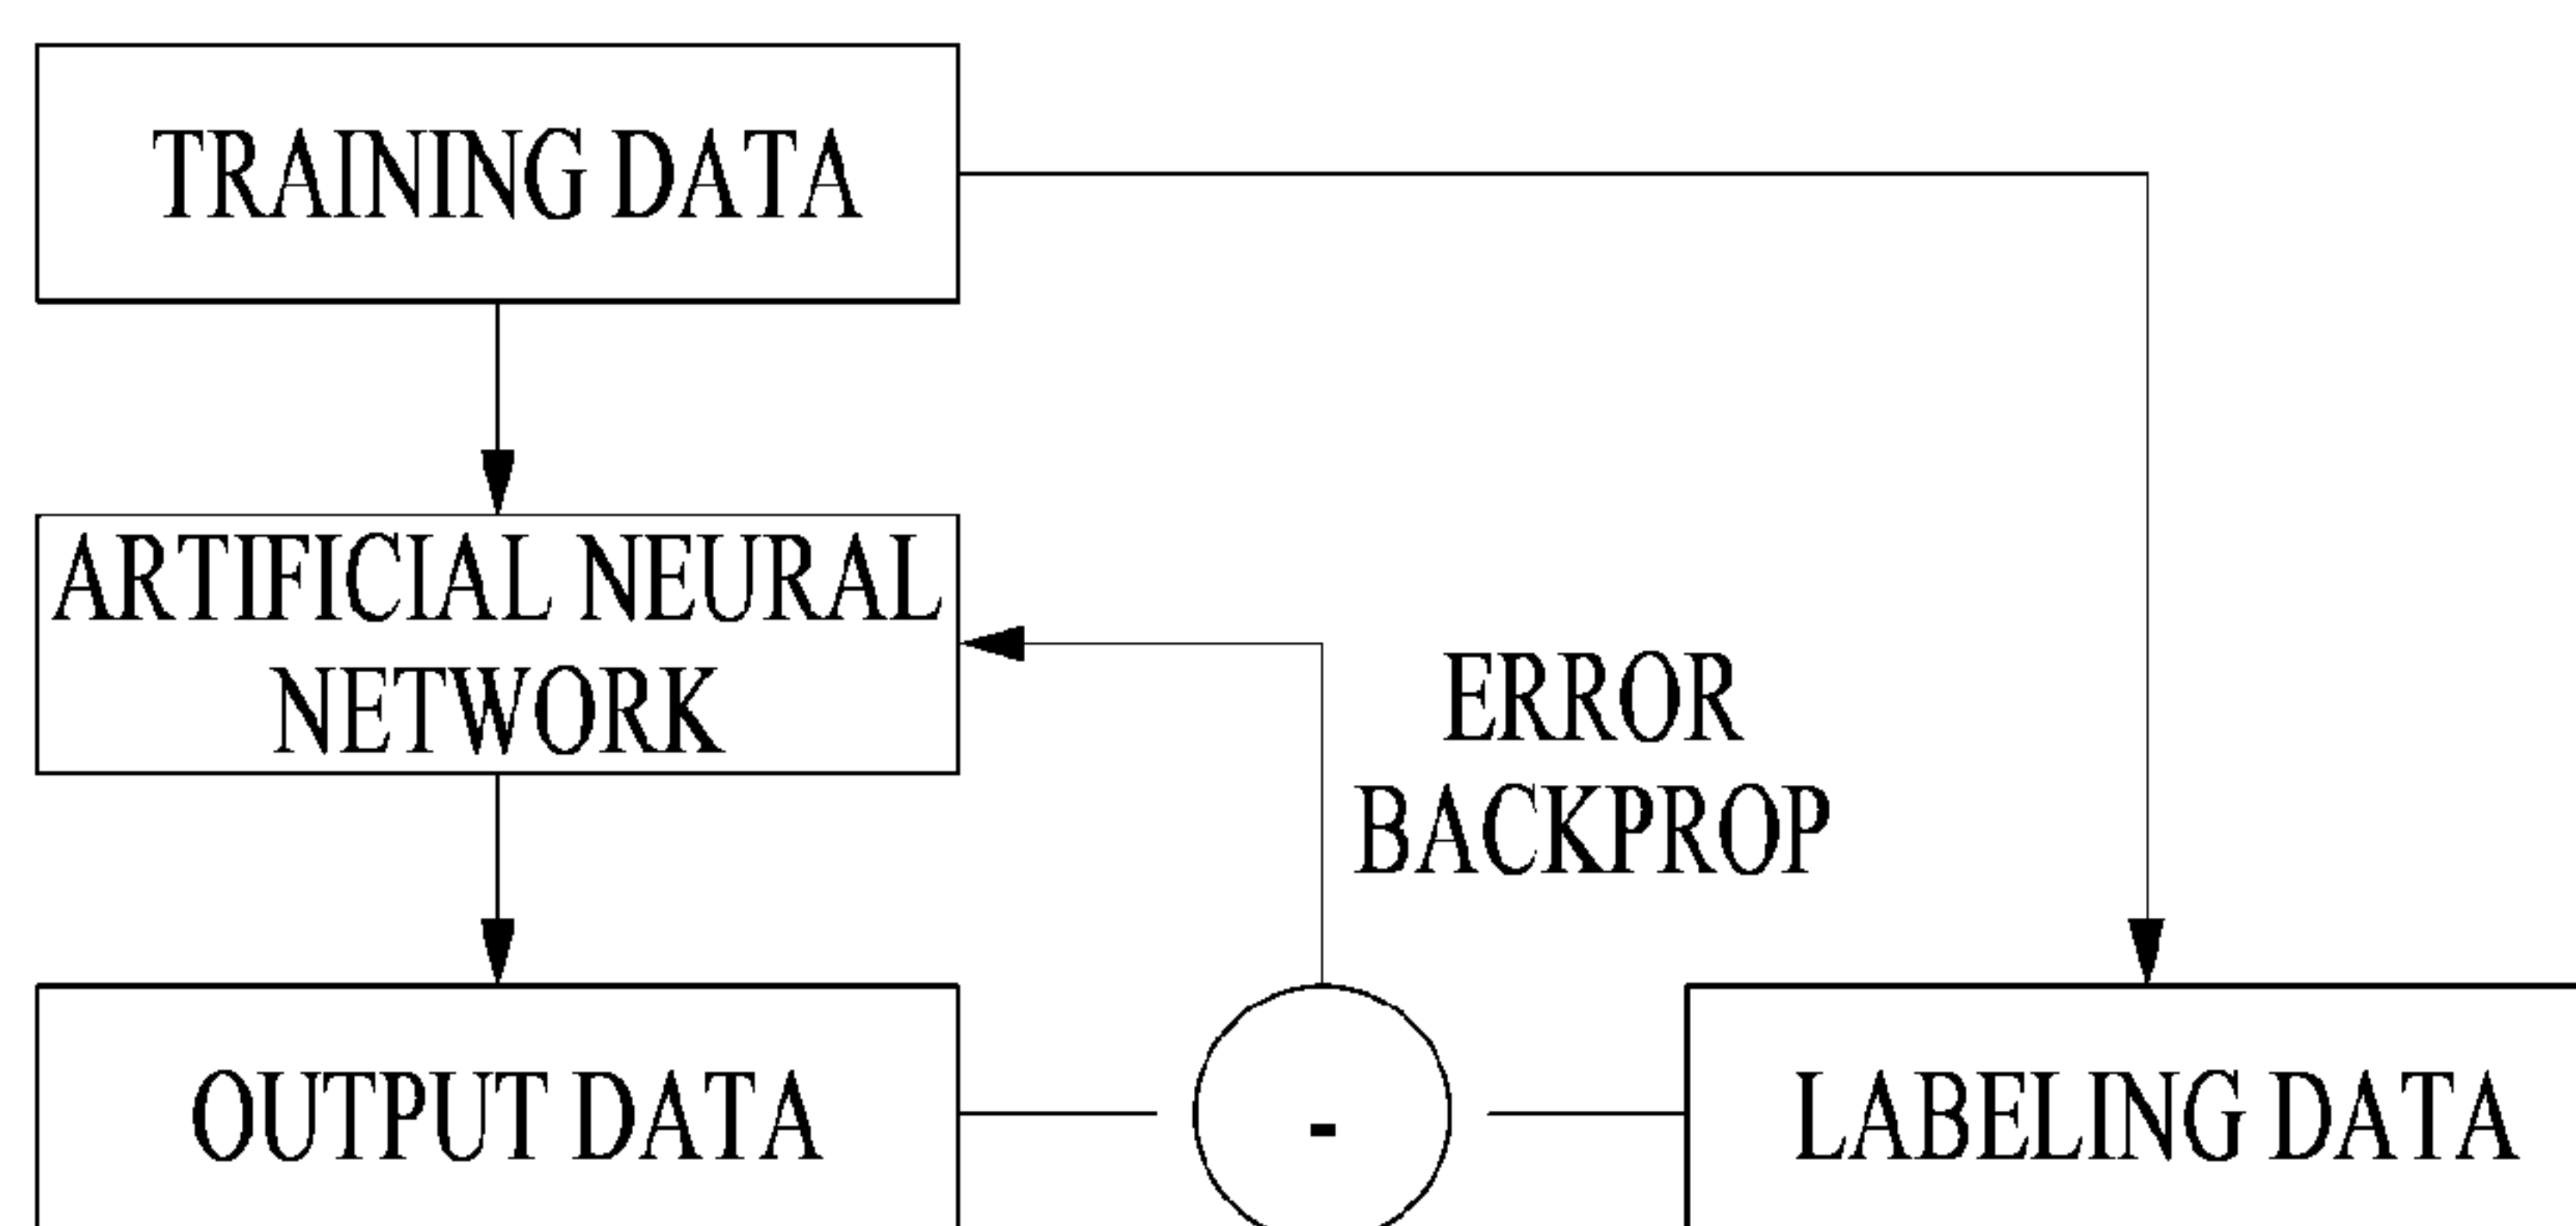 TRAINING DATA
ARTIFICIAL NEURAL
NETWORK
ERROR
BACKPROP
OUTPUT DATA
-
LABELING DATA